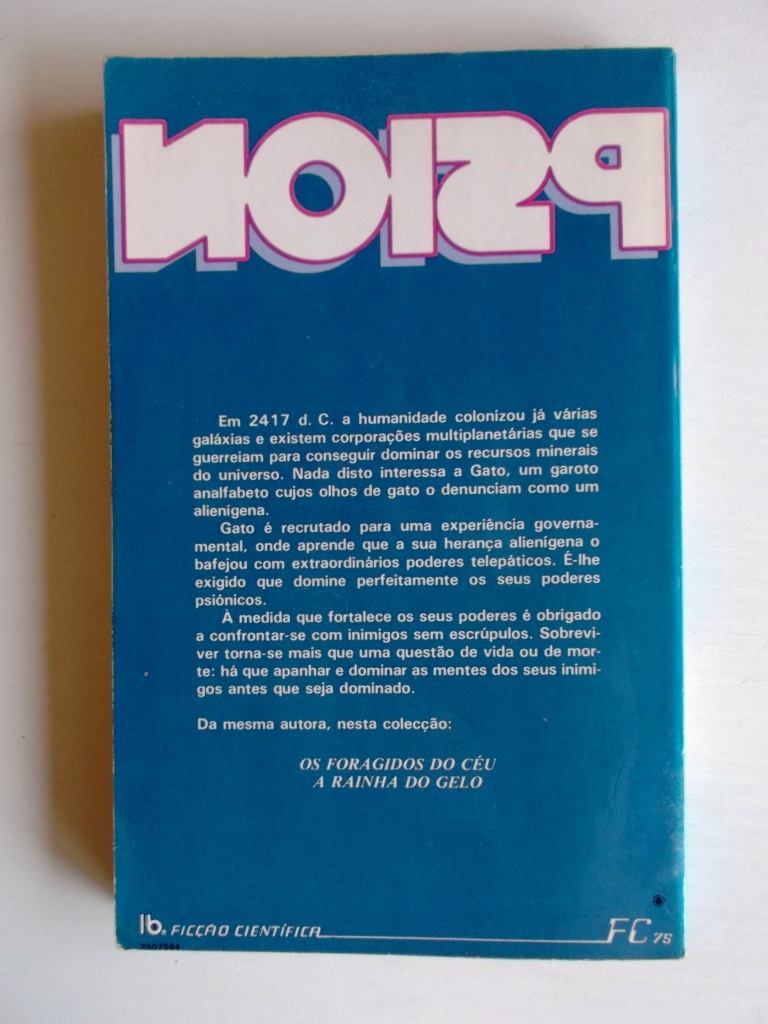 PSION
Em 2417 d. C. a humanidade colonizou já várias
galáxias e existem corporações multiplanetárias que se
guerreiam para conseguir dominar os recursos minerais
do universo. Nada disto interessa a Gato, um garoto
analfabeto cujos olhos de gato o denunciam como um
alienígena.
Gato é recrutado para uma experiência governa-
mental, onde aprende que a sua herança alienígena o
bafejou com extraordinários poderes telepáticos. É-lhe
exigido que domine perfeitamente os seus poderes
psiónicos.
À medida que fortalece os seus poderes é obrigado
a confrontar-se com inimigos sem escrúpulos. Sobrevi-
ver torna-se mais que uma questão de vida ou de mor-
te: há que apanhar e dominar as mentes dos seus inimi-
gos antes que seja dominado.
Da mesma autora, nesta colecção:
OS FORAGIDOS DO CÉU
A RAINHA DO GELO
lb. FICÇÃO CIENTÍFICA FC 75